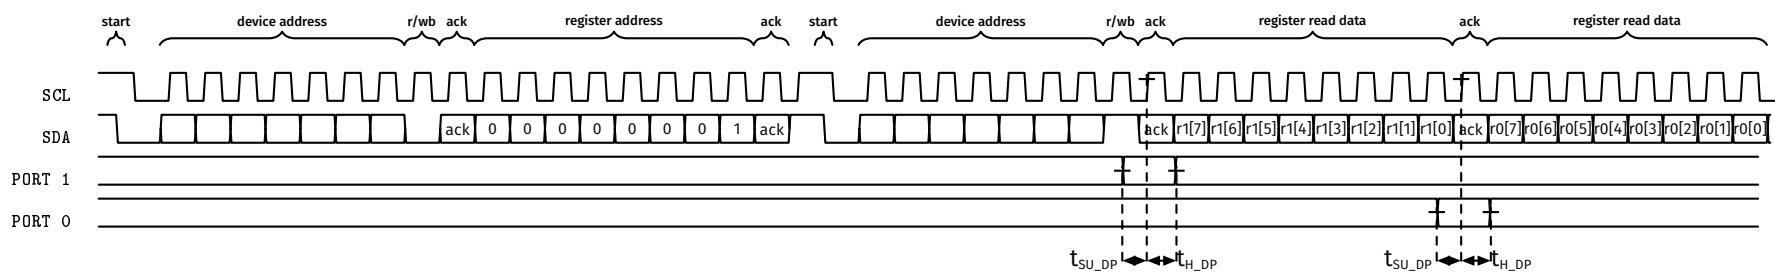 start device address r/wb ack register address ack start device address r/wb ack register read data ack register read data
SCL
SDA ack 0 0 0 0 0 0 0 1 ack ack r1[7] r1[6] r1[5] r1[4] r1[3] r1[2] r1[1] r1[0] ack r0[7] r0[6] r0[5] r0[4] r0[3] r0[2] r0[1] r0[0]
PORT 1
PORT 0
tSU_DP tH_DP tSU_DP tH_DP